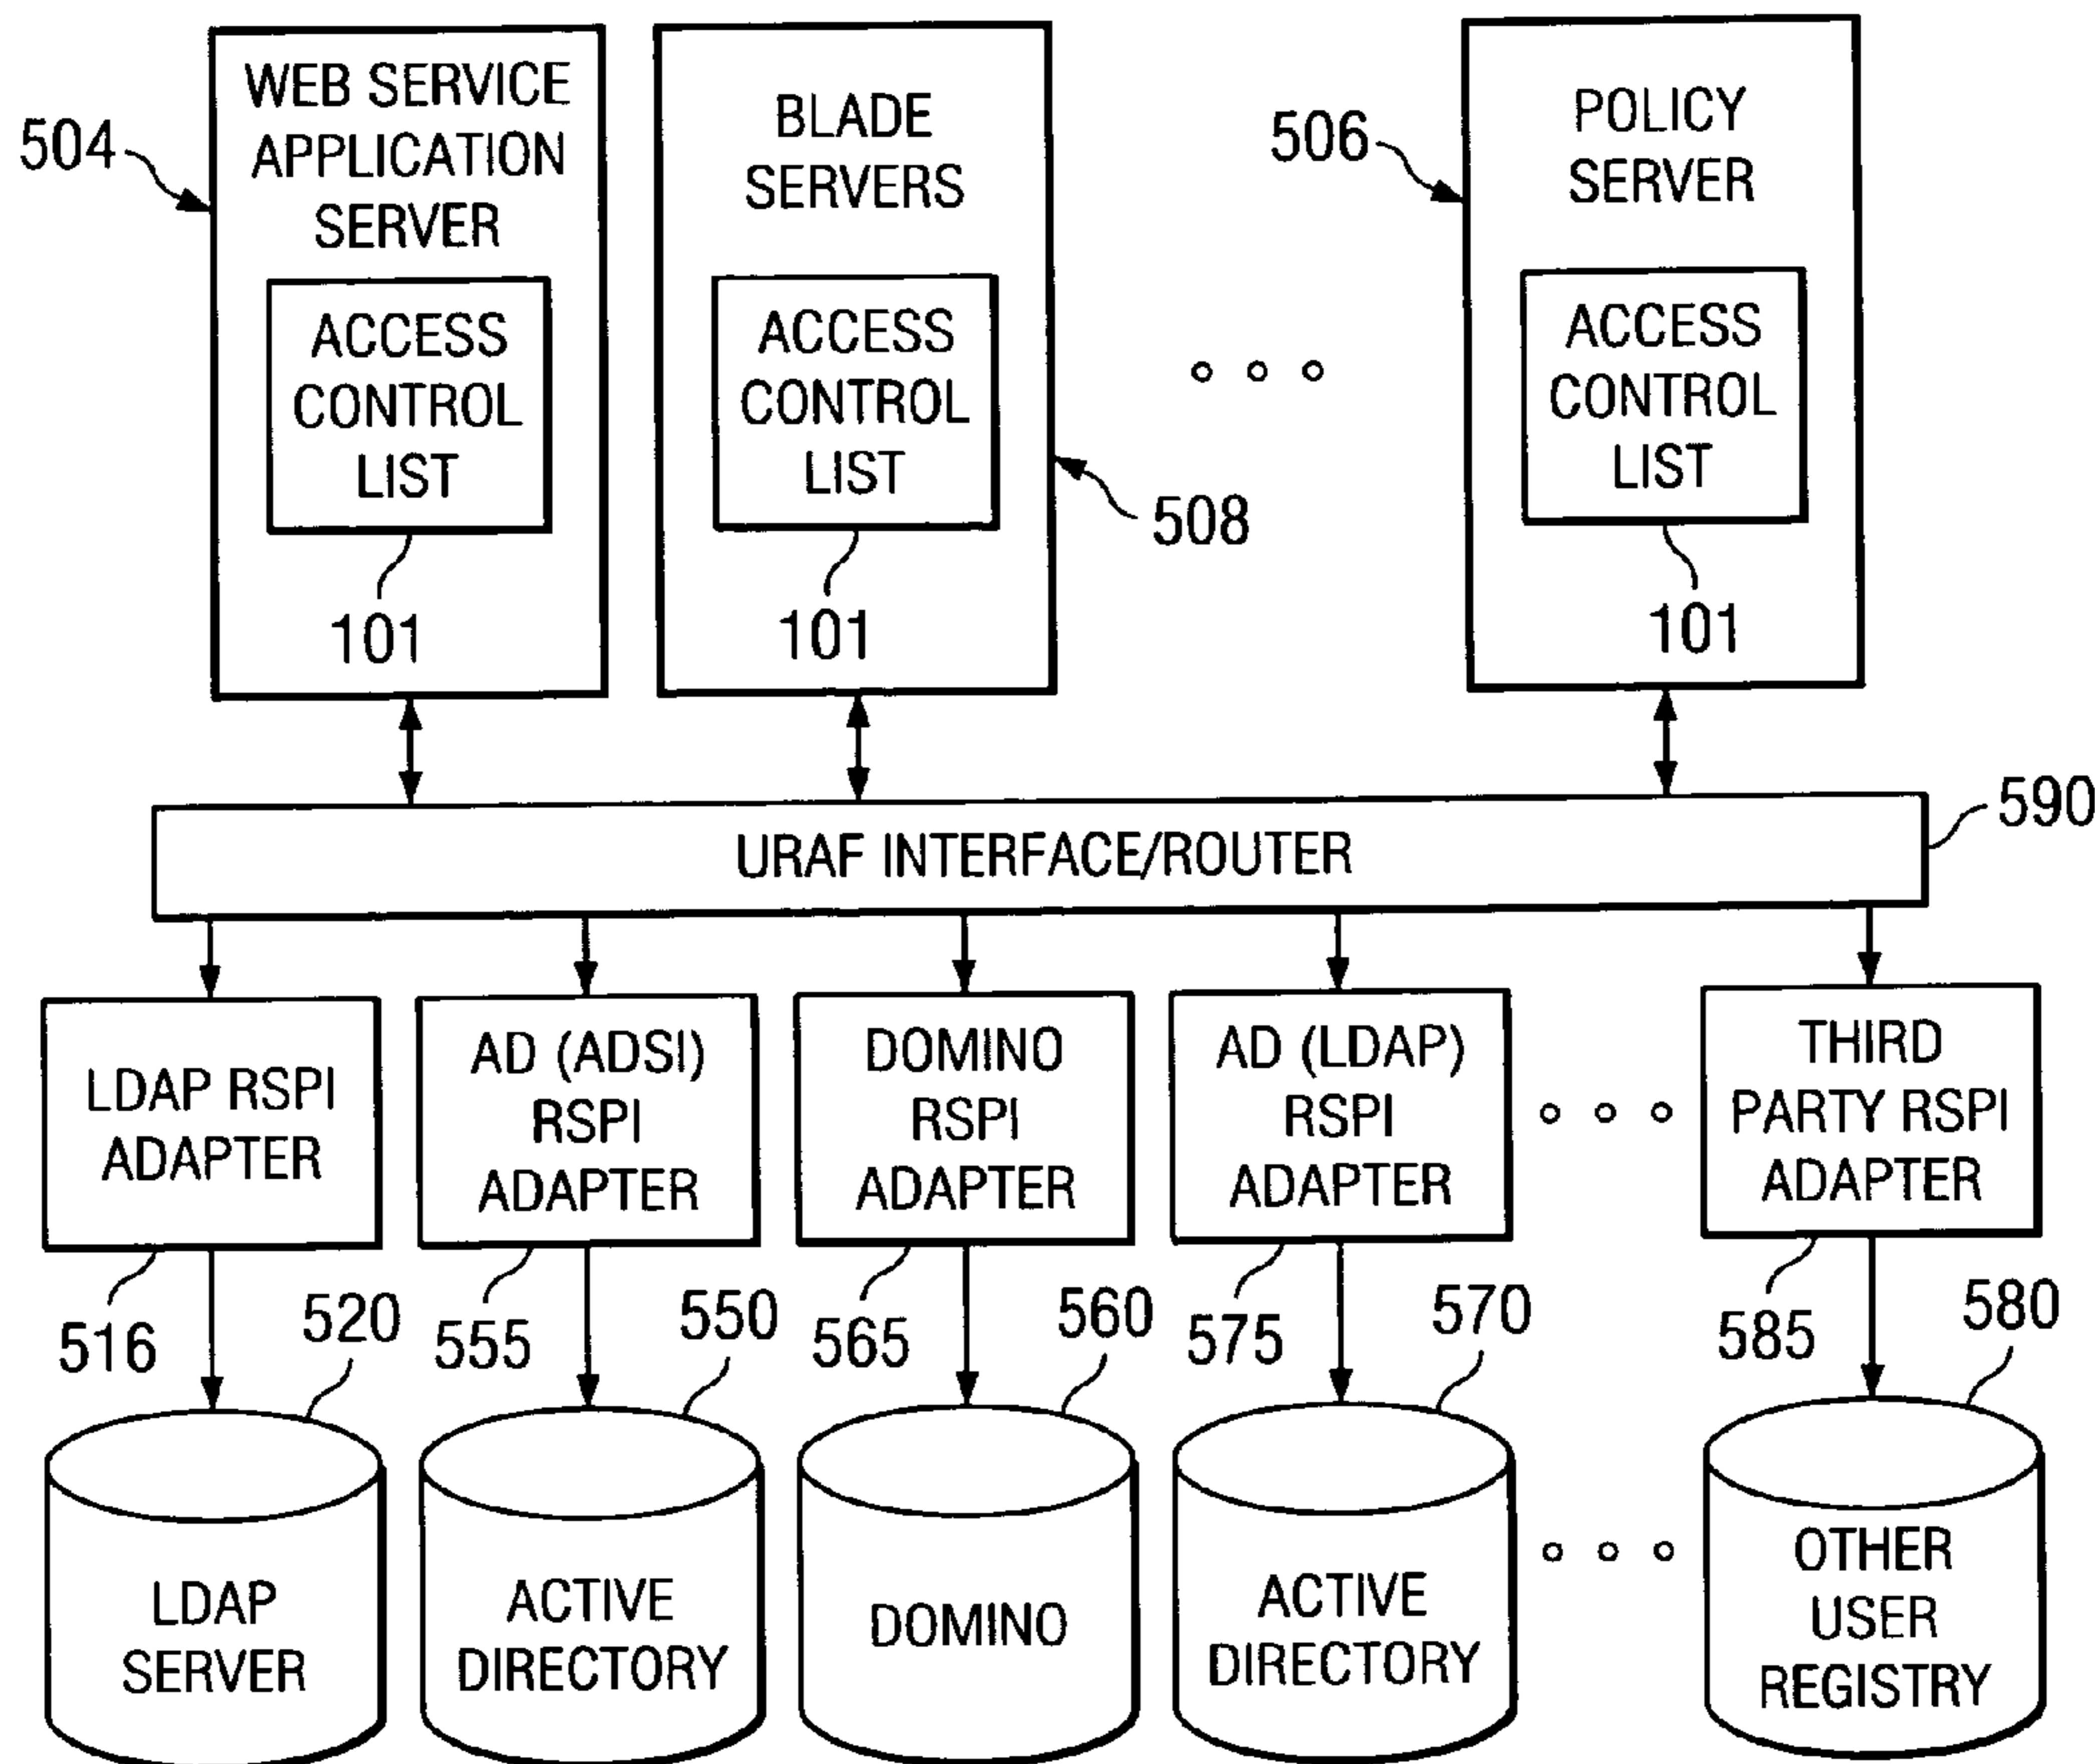 WEB SERVICE
APPLICATION
SERVER
504
ACCESS
CONTROL
LIST
101
BLADE
SERVERS
ACCESS
CONTROL
LIST
508
101
POLICY
SERVER
506
ACCESS
CONTROL
LIST
101
URAF INTERFACE/ROUTER
590
LDAP RSPI
ADAPTER
516
AD (ADSI)
RSPI
ADAPTER
555
DOMINO
RSPI
ADAPTER
565
AD (LDAP)
RSPI
ADAPTER
575
THIRD
PARTY RSPI
ADAPTER
585
520
LDAP
SERVER
550
ACTIVE
DIRECTORY
560
DOMINO
570
ACTIVE
DIRECTORY
580
OTHER
USER
REGISTRY